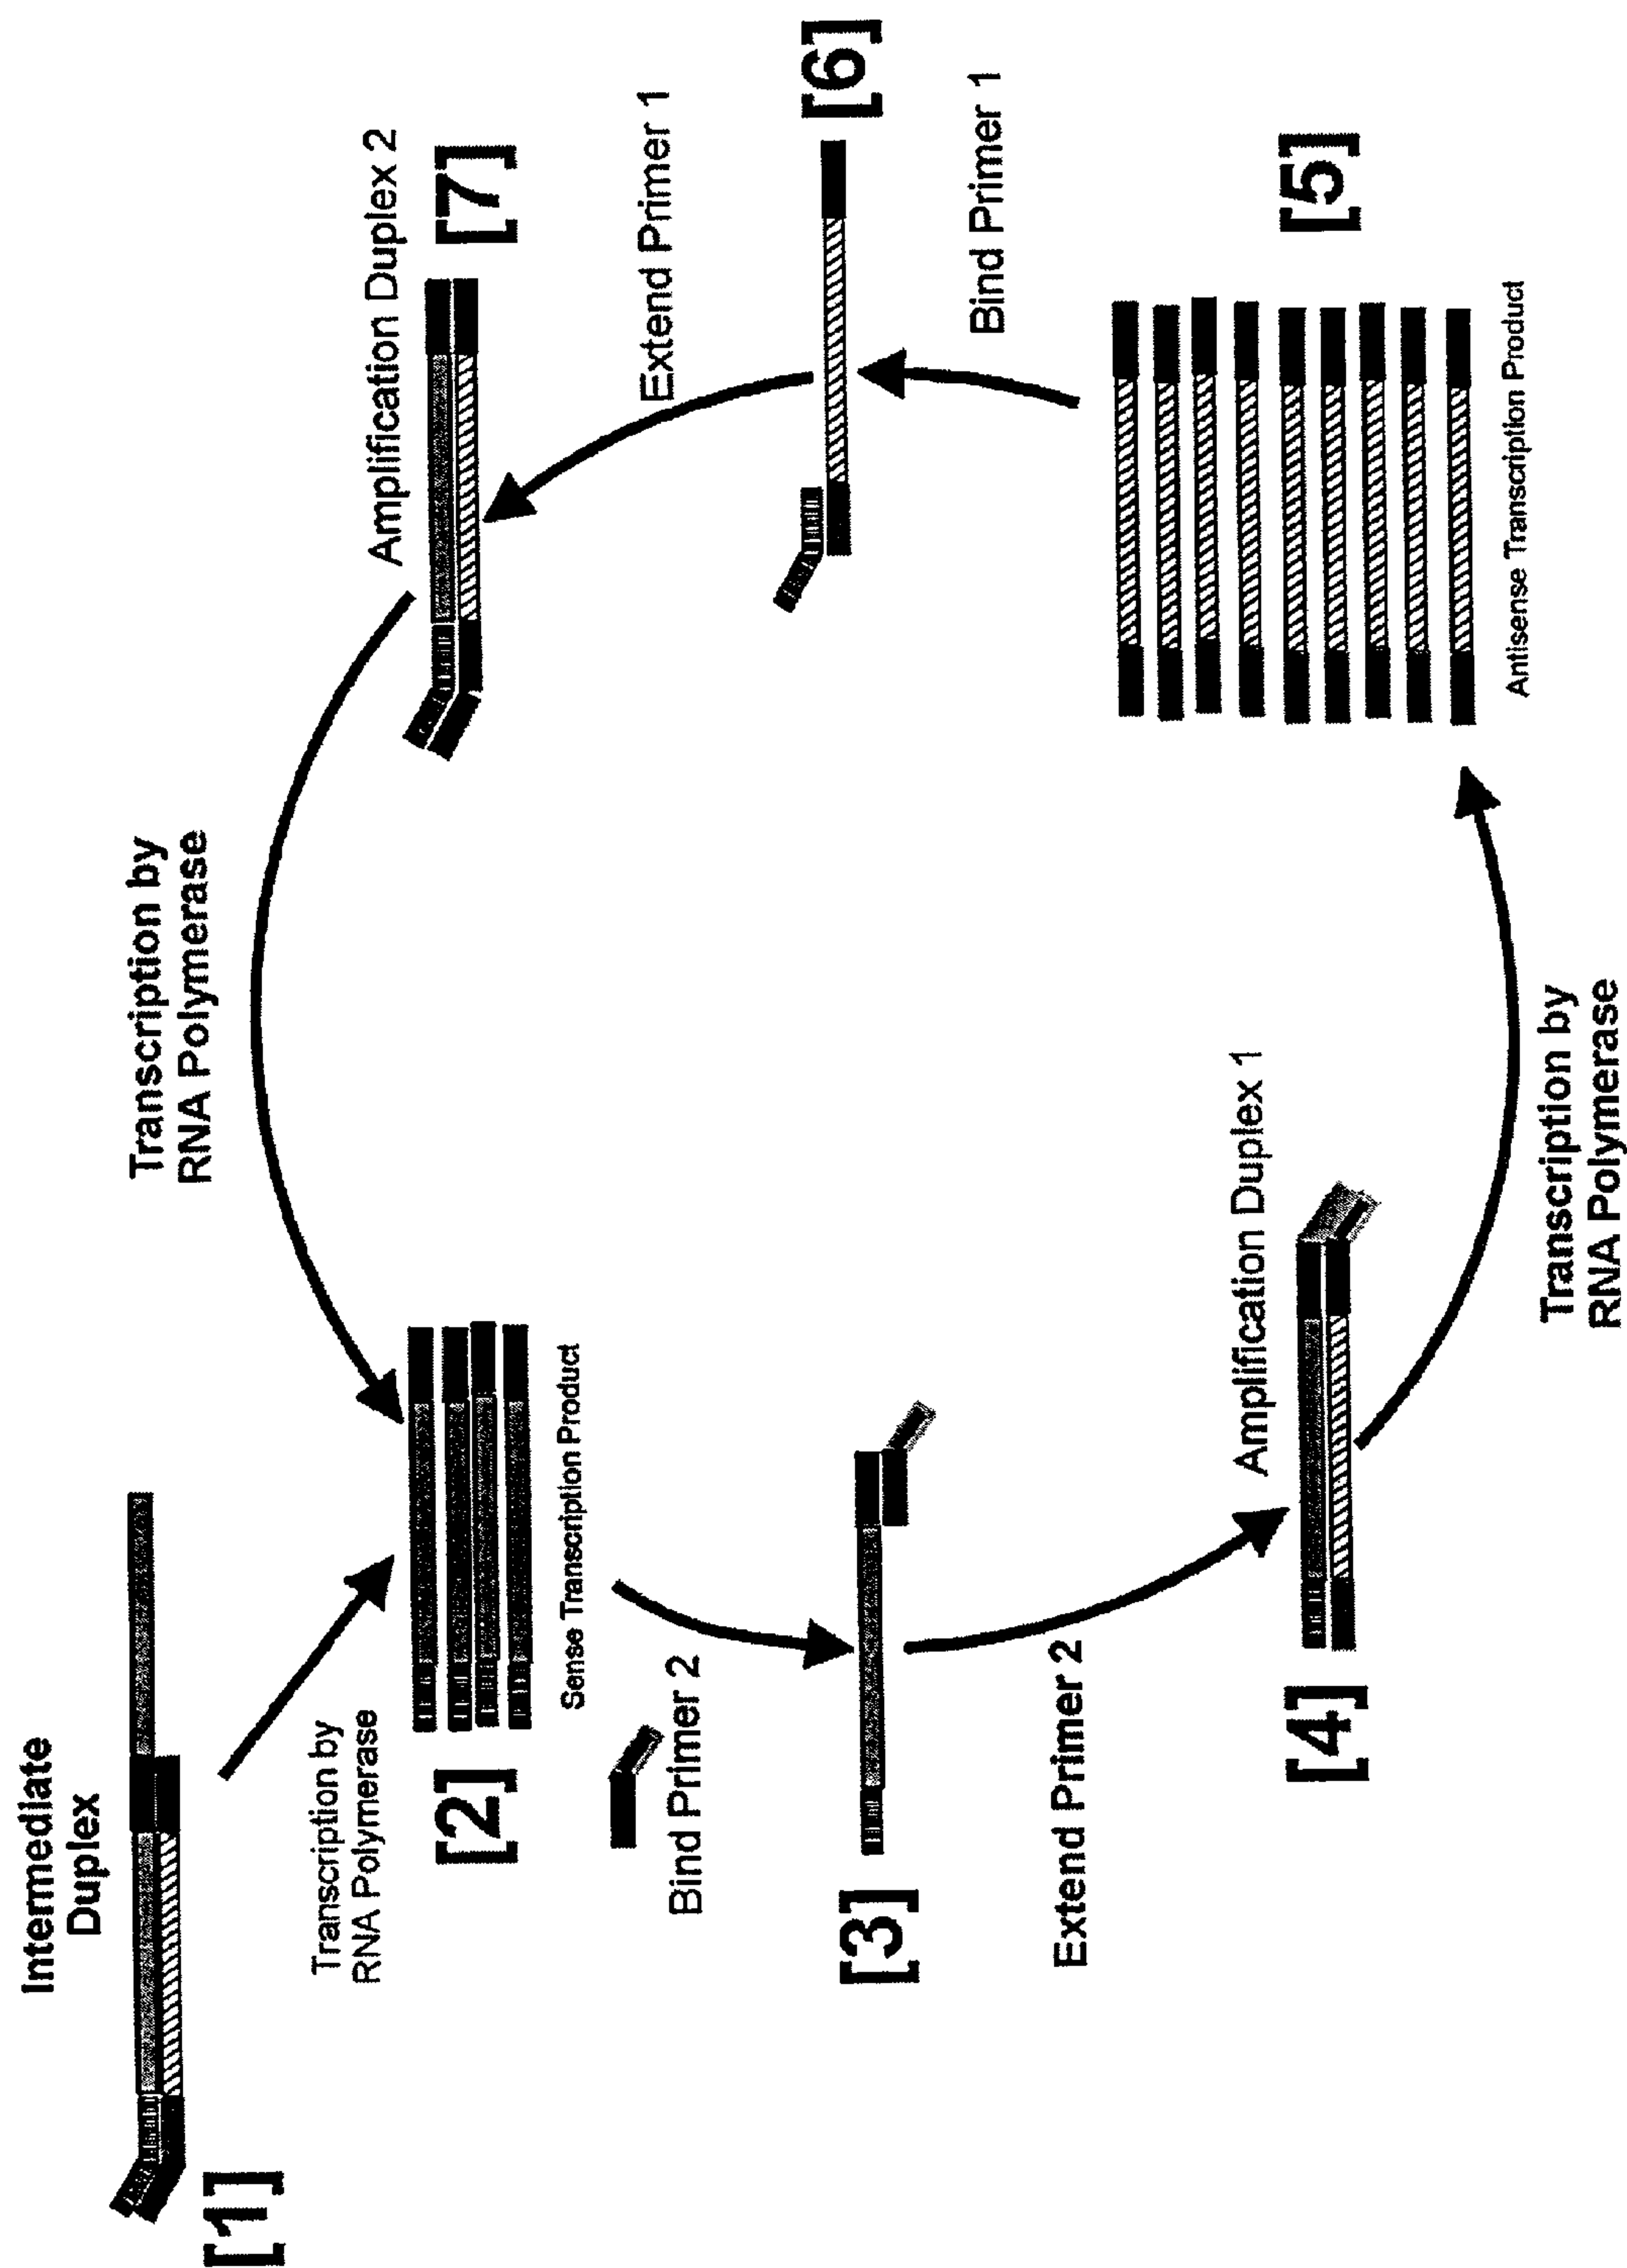 Intermediate
Duplex
[1]
Transcription by
RNA Polymerase
[2]
Sense Transcription Product
Bind Primer 2
[3]
Extend Primer 2
[4]
Amplification Duplex 1
Transcription by
RNA Polymerase
[5]
Antisense Transcription Product
Bind Primer 1
[6]
Extend Primer 1
Amplification Duplex 2
[7]
Transcription by
RNA Polymerase